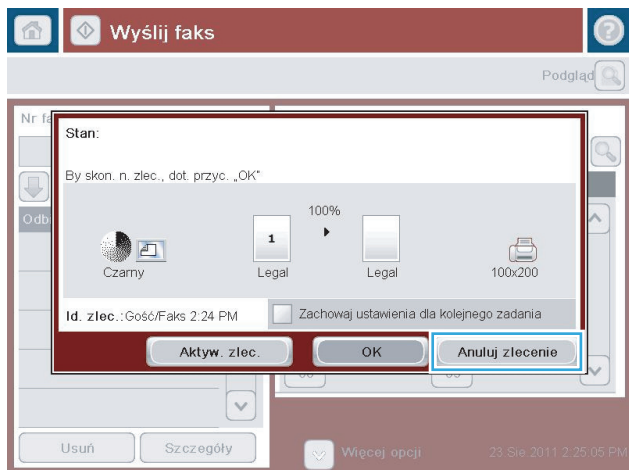 Wyślij faks
Podgląd
Nr fa
Stan:
By skon. n. zlec., dot. przyc. „OK"
Odb
100%
1
Czarny
Legal
Legal
100x200
Id. zlec.:Gość/Faks 2:24 PM
Zachowaj ustawienia dla kolejnego zadania
Aktyw. zlec.
OK
Anuluj zlecenie
Usuń
Szczegóły
Więcej opcji
23 Sie 2011 2:25:05 PM